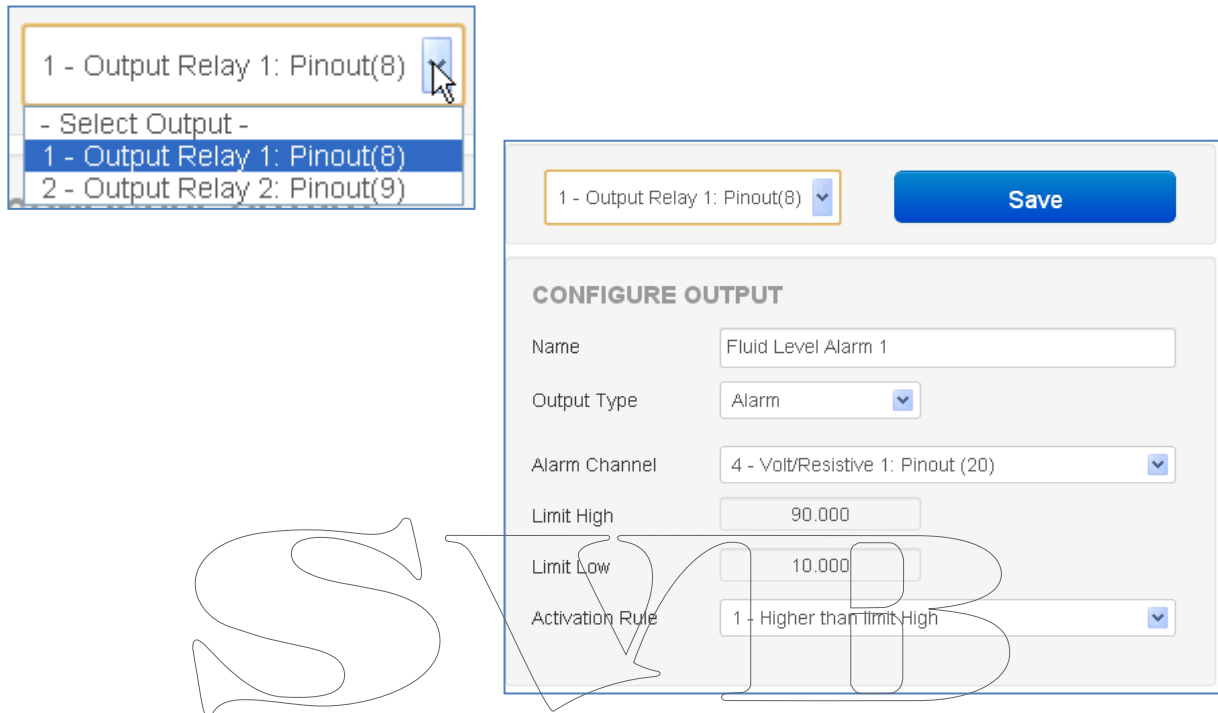 1 - Output Relay 1: Pinout(8)
- Select Output -
1 - Output Relay 1: Pinout(8)
2 - Output Relay 2: Pinout(9)
1 - Output Relay 1: Pinout(8)
Save
CONFIGURE OUTPUT
Name
Fluid Level Alarm 1
Output Type
Alarm
Alarm Channel
4 - Volt/Resistive 1: Pinout (20)
Limit High
90.000
Limit Low
10.000
Activation Rule
1 - Higher than limit High
SVB